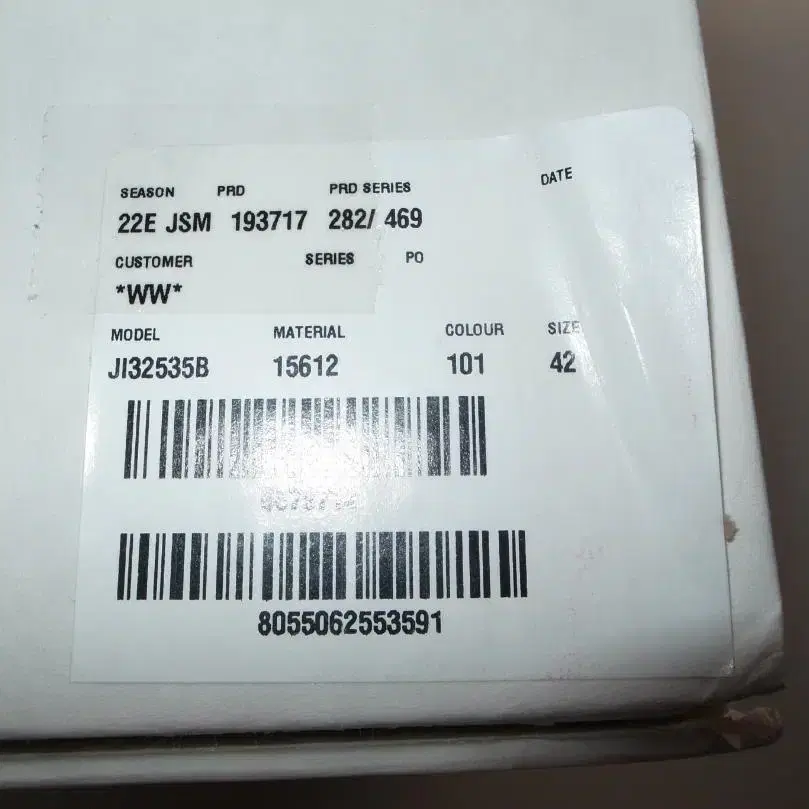 SEASON PRD PRD SERIES DATE
22E JSM 193717 282/ 469
CUSTOMER SERIES PO
*WW*
MODEL MATERIAL COLOUR SIZE
JI32535B 15612 101 42
8055062553591